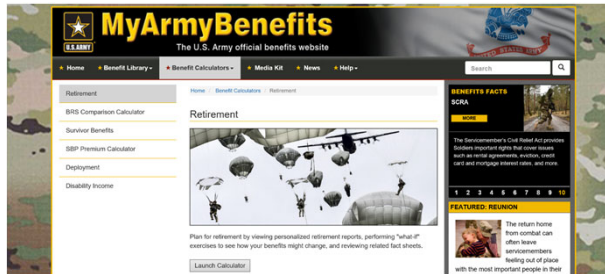 MyArmyBenefits
U.S. ARMY
The U.S. Army official benefits website
Home
Benefit Library
Benefit Calculators
Media Kit
News
Help
Search
Retirement
BRS Comparison Calculator
Survivor Benefits
SBP Premium Calculator
Deployment
Disability Income
Home / Benefit Calculators / Retirement
Retirement
Plan for retirement by viewing personalized retirement reports, performing "what-if"
exercises to see how your benefits might change, and reviewing related fact sheets.
Launch Calculator
BENEFITS FACTS
SCRA
MORE
The Servicemember's Civil Relief Act provides
Soldiers important rights that cover issues
such as rental agreements, eviction, credit
card and mortgage interest rates, and more.
1 2 3 4 5 6 7 8 9 10
FEATURED: REUNION
The return home
from combat can
often leave
servicemembers
feeling out of place
with the most important people in their